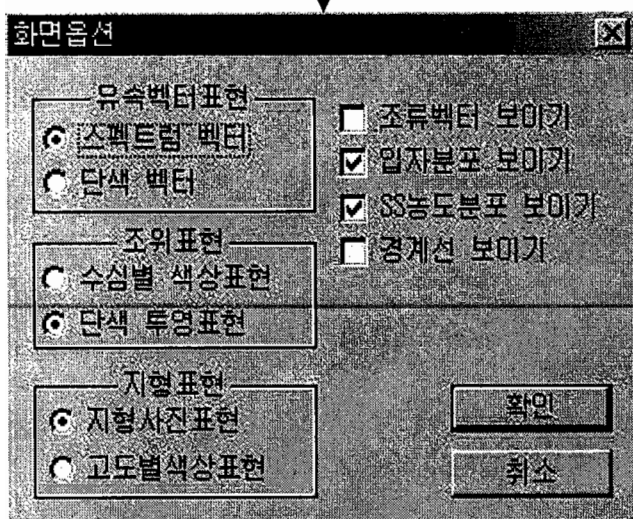 화면옵션
유속벡터표현
스펙트럼 벡터
단색 벡터
조위표현
수심별 색상표현
단색 투영표현
지형표현
지형사진표현
고도별색상표현
조류벡터 보이기
입자분포 보이기
SS농도분포 보이기
경계선 보이기
확인
취소